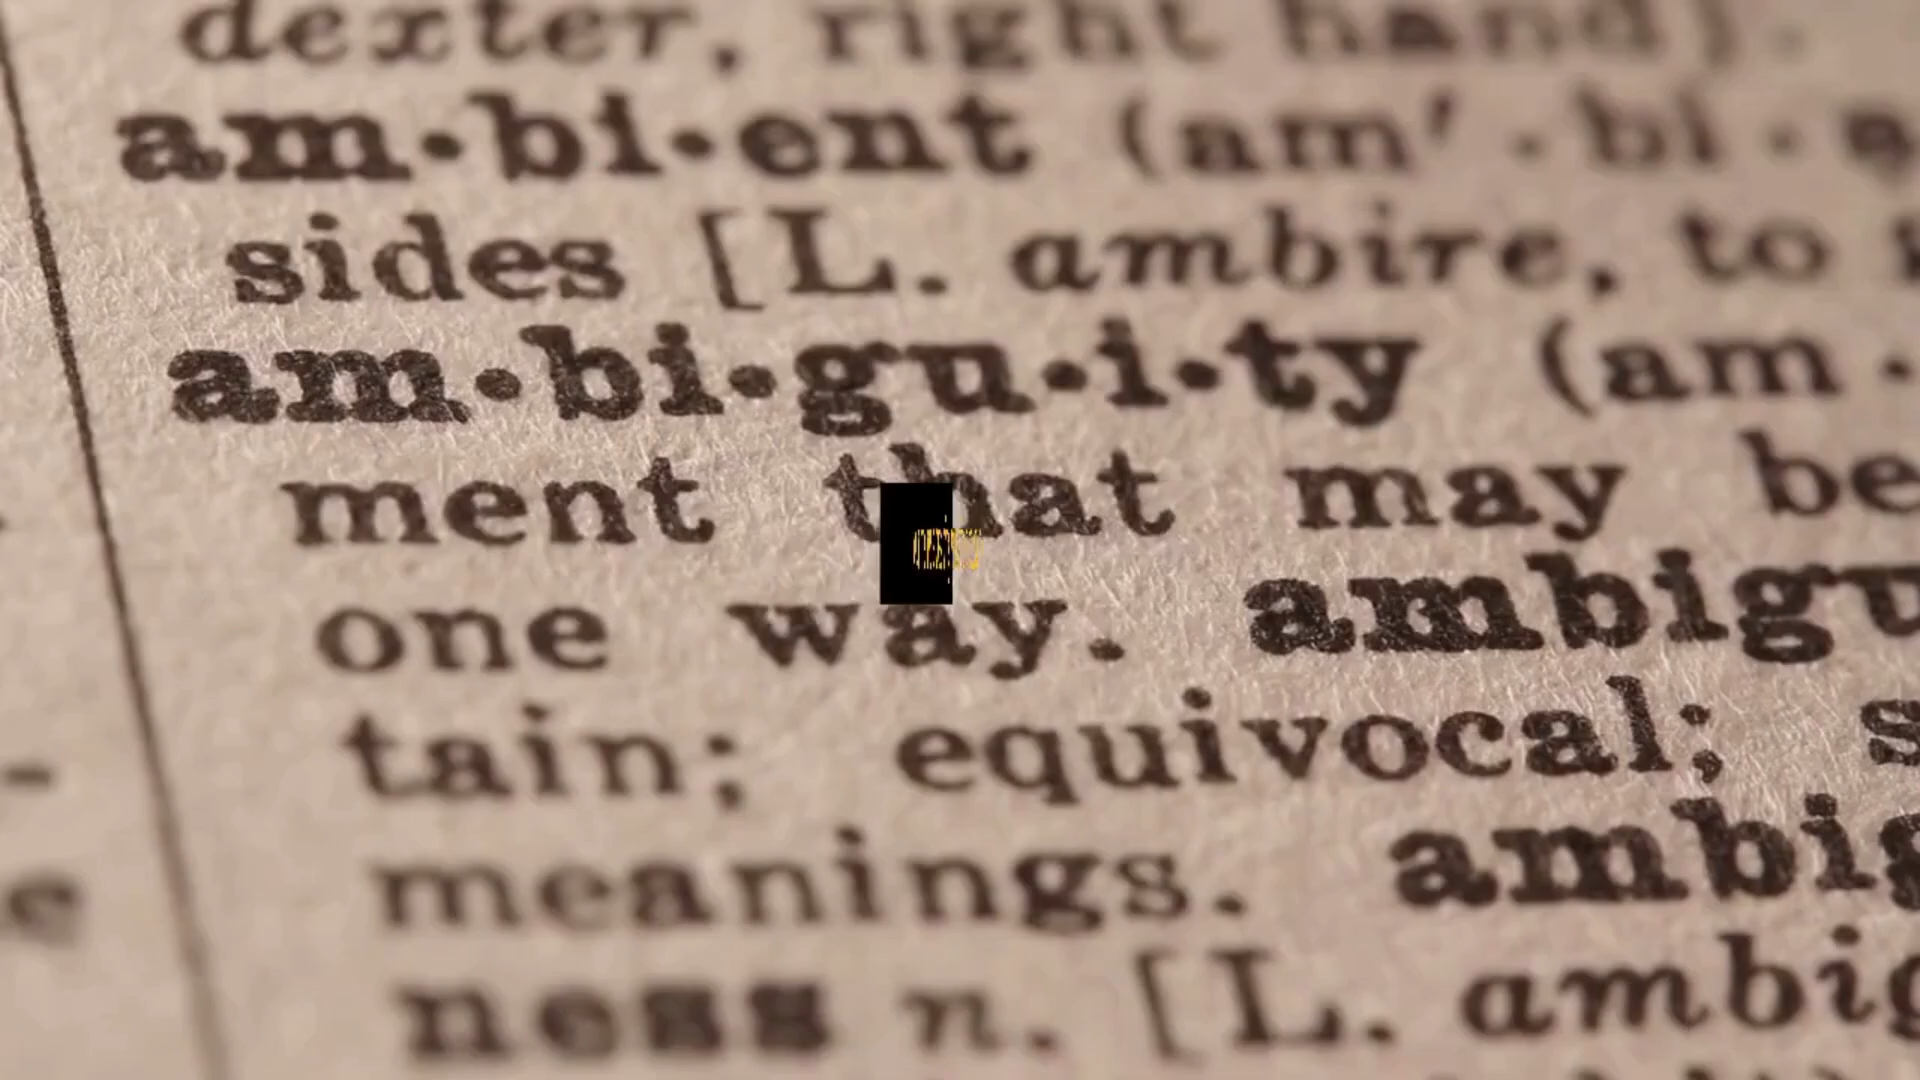 dexter, right hand].
am•bi•ent (am′ · bi ·
sides [L. ambire, to
am•bi•gu•i•ty (am ·
ment that may be
one way. ambigu
tain; equivocal; s
-
meanings. ambig
e
ness n. [L. ambig